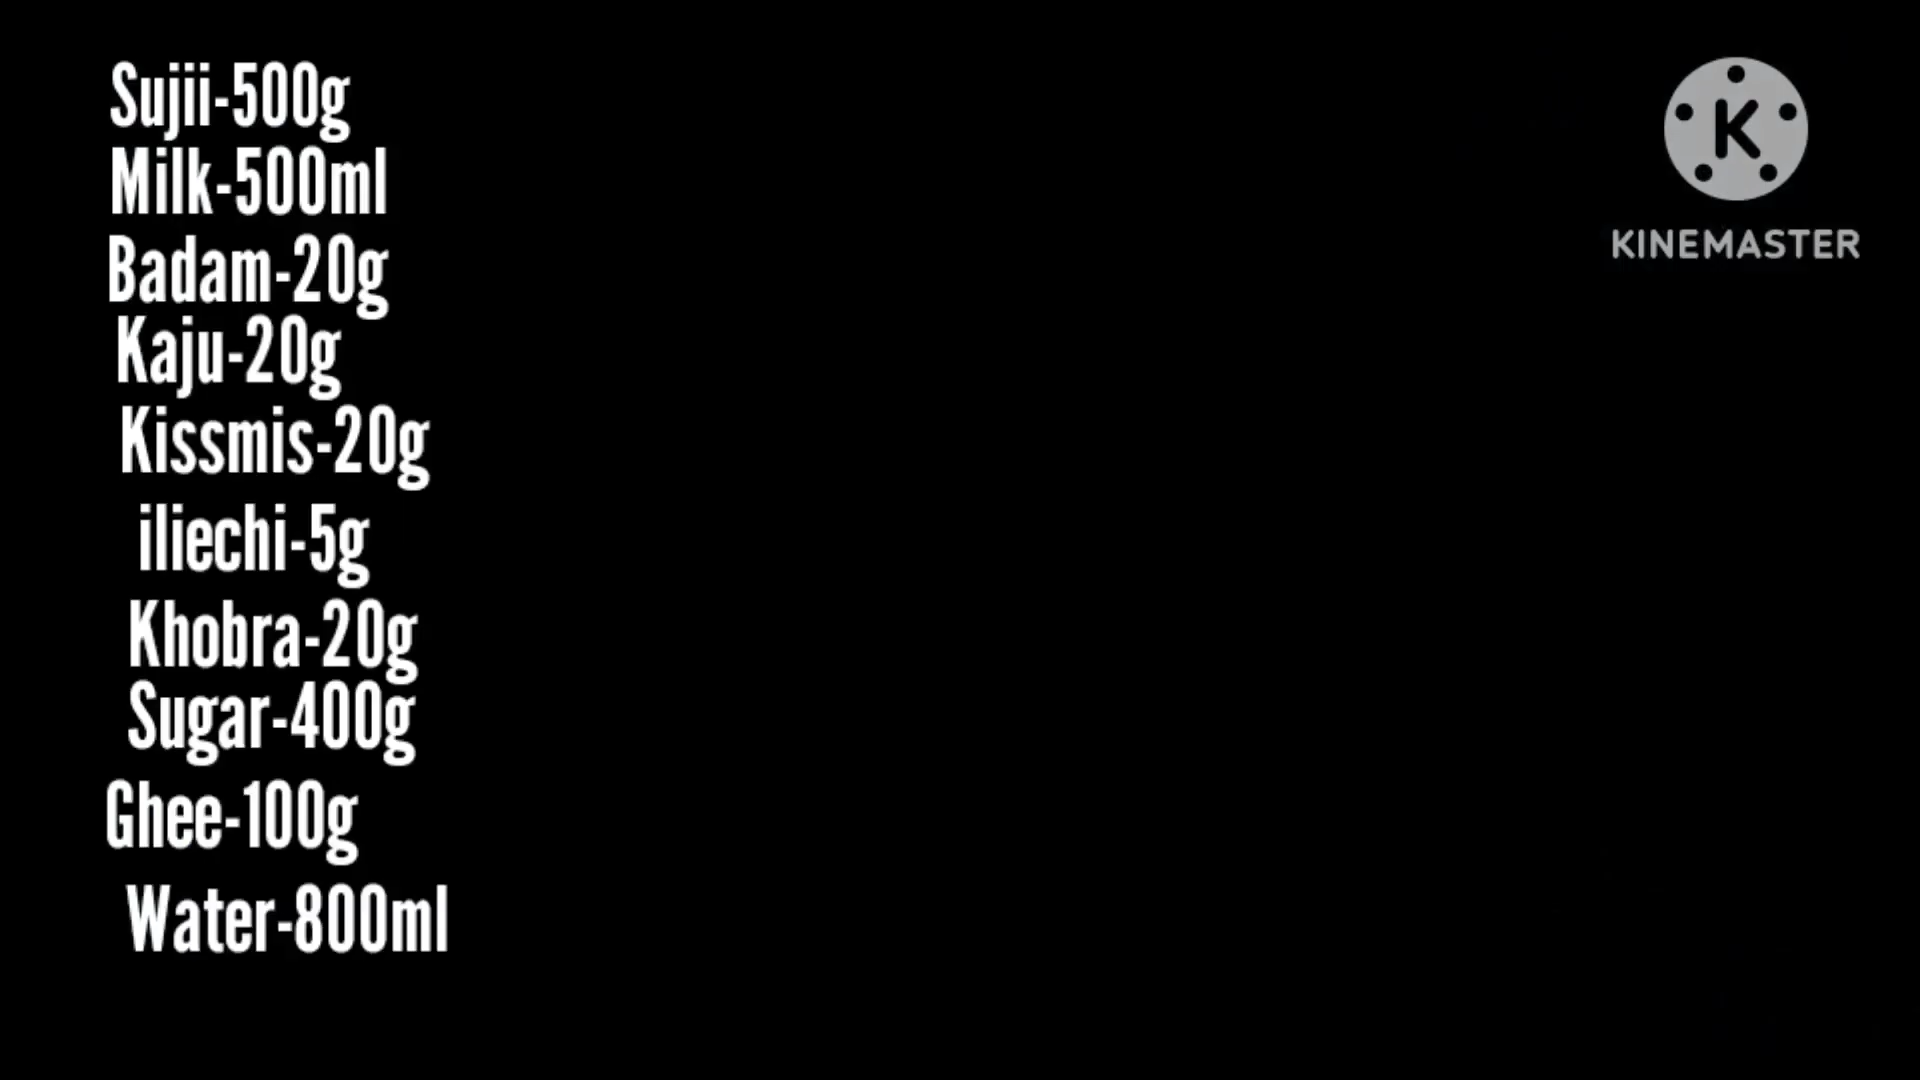 Sujii-500g
Milk-500ml
Badam-20g
Kaju-20g
Kissmis-20g
iliechi-5g
Khobra-20g
Sugar-400g
Ghee-100g
Water-800ml
K
KINEMASTER